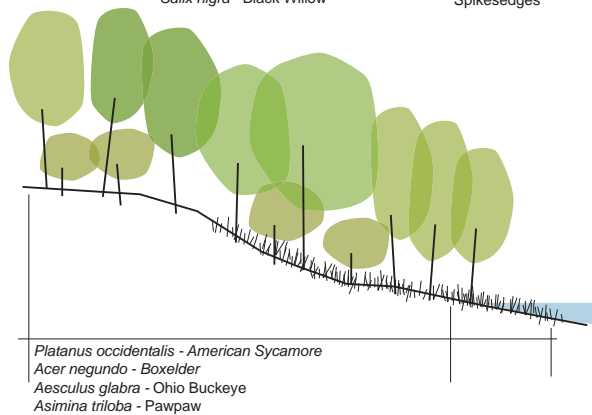 Salix nigra - Black Willow
Spikesedges
Platanus occidentalis - American Sycamore
Acer negundo - Boxelder
Aesculus glabra - Ohio Buckeye
Asimina triloba - Pawpaw